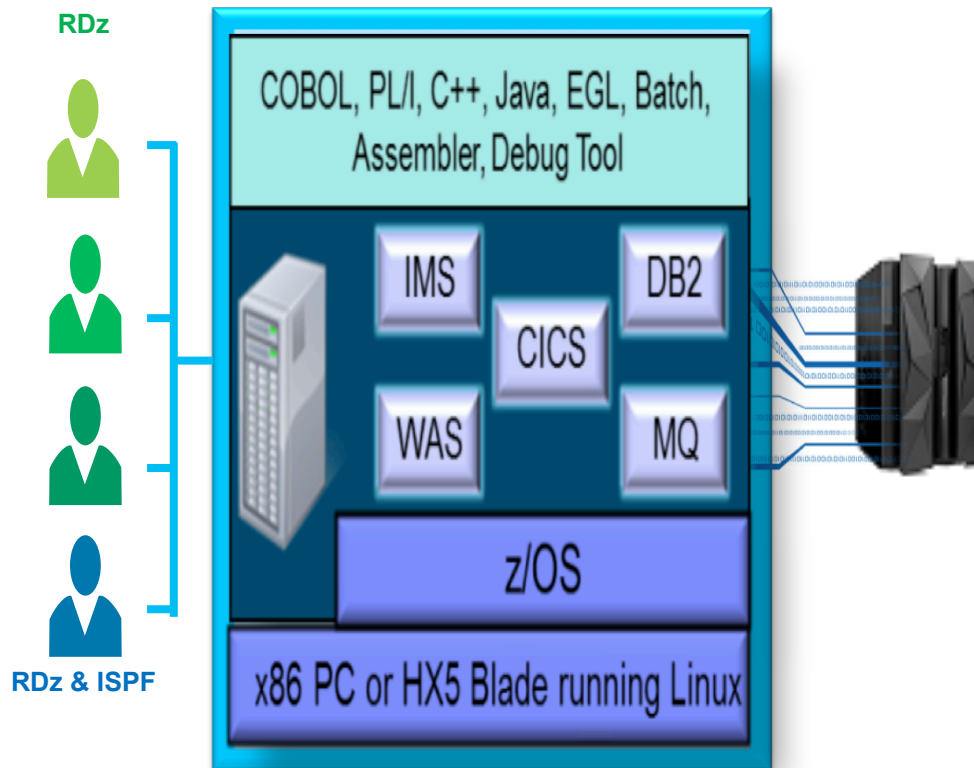 RDz
COBOL, PL/I, C++, Java, EGL, Batch,
Assembler, Debug Tool
IMS
DB2
CICS
WAS
MQ
z/OS
x86 PC or HX5 Blade running Linux
RDz & ISPF